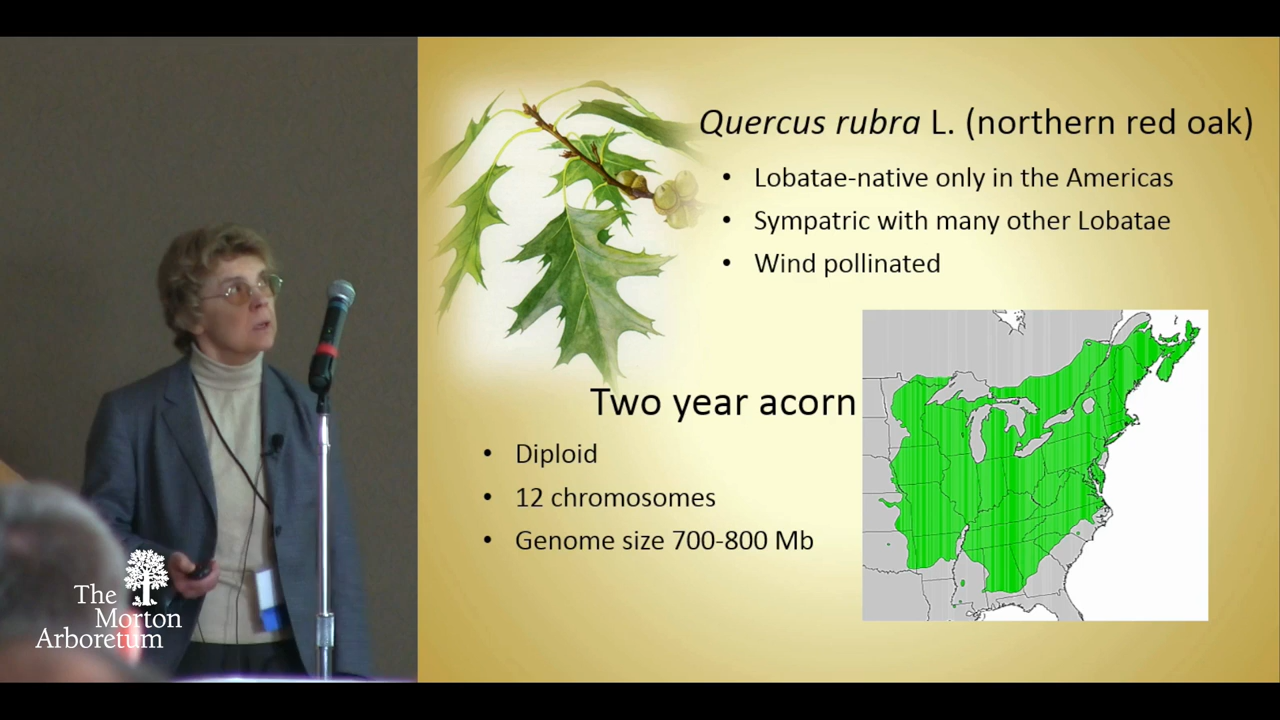 Quercus rubra L. (northern red oak)
• Lobatae-native only in the Americas
• Sympatric with many other Lobatae
• Wind pollinated
Two year acorn
• Diploid
• 12 chromosomes
• Genome size 700-800 Mb
The
Morton
Arboretum